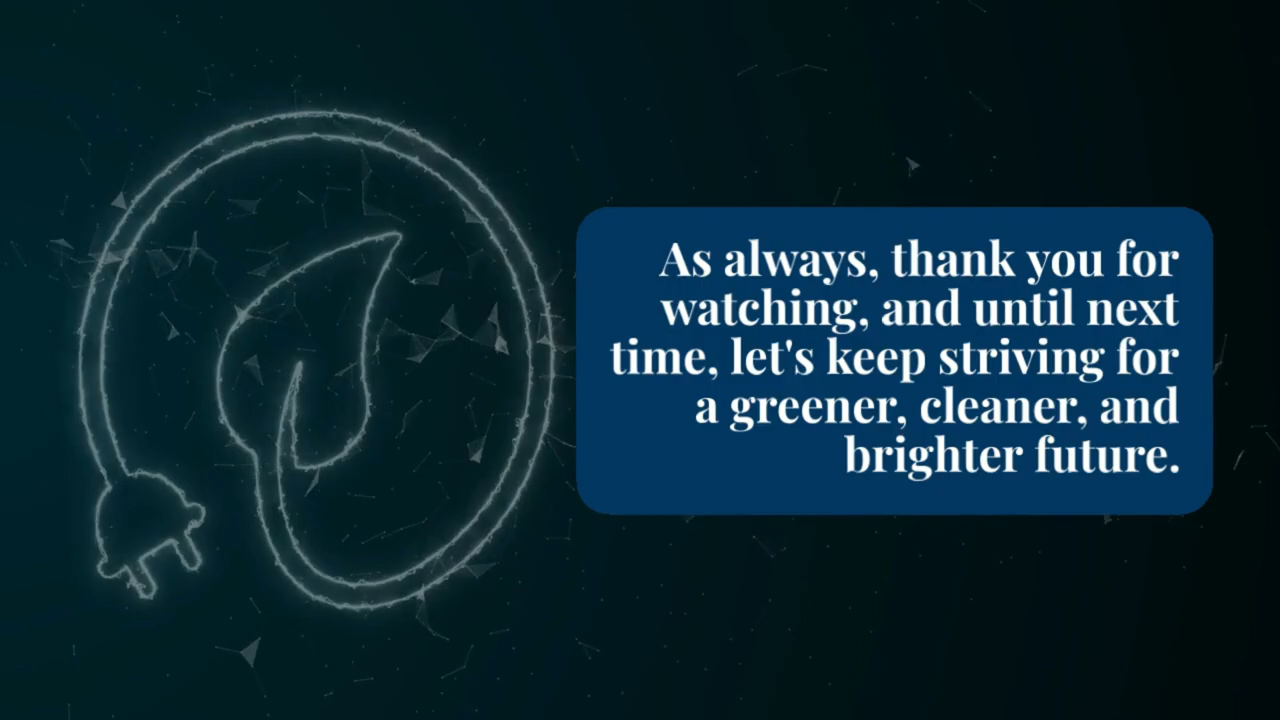 As always, thank you for
watching, and until next
time, let's keep striving for
a greener, cleaner, and
brighter future.